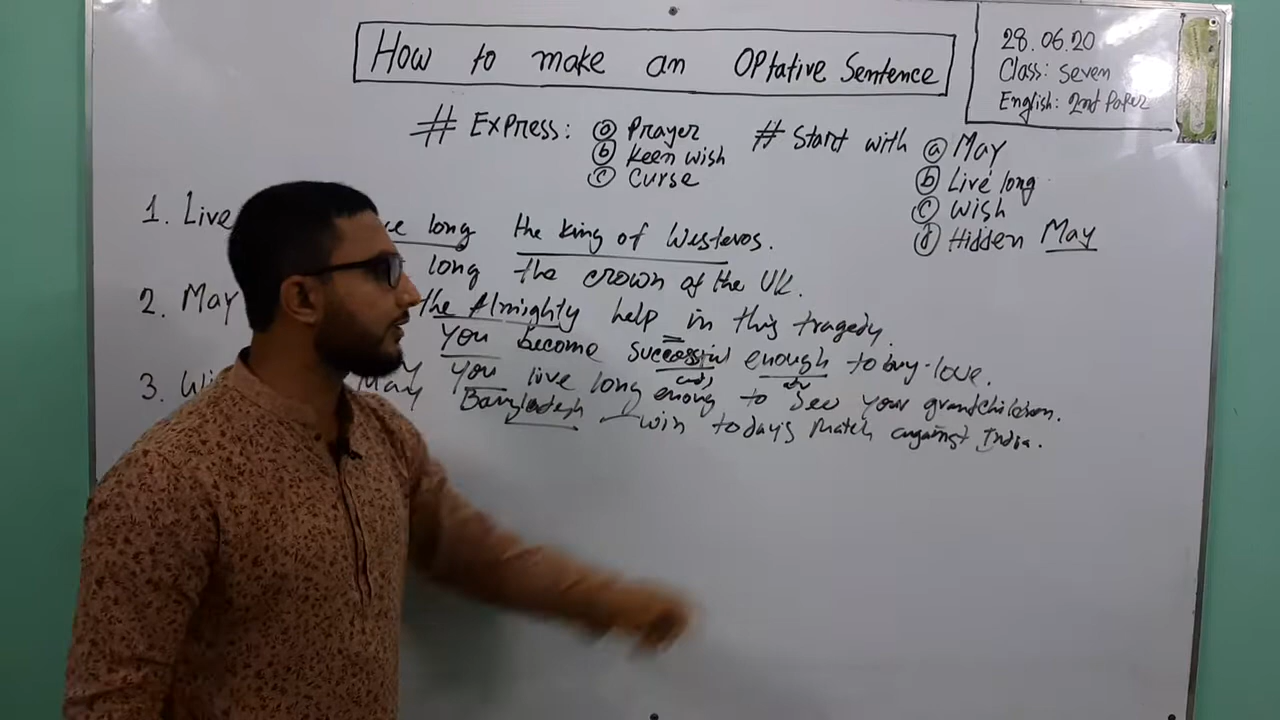 How to make an Optative Sentence
28.06.20
Class: Seven
English: 2nd Paper
# Express: ⓐ Prayer
ⓑ Keen wish
ⓒ Curse
# Start with ⓐ May
ⓑ Live long
ⓒ Wish
ⓓ Hidden May
1. Live long the king of Westeros.
long the crown of the UK.
2. May the Almighty help in this tragedy.
You become successful enough to buy love.
3. May You live long enoug to see your grandchildren.
Bangladesh win today's match against India.